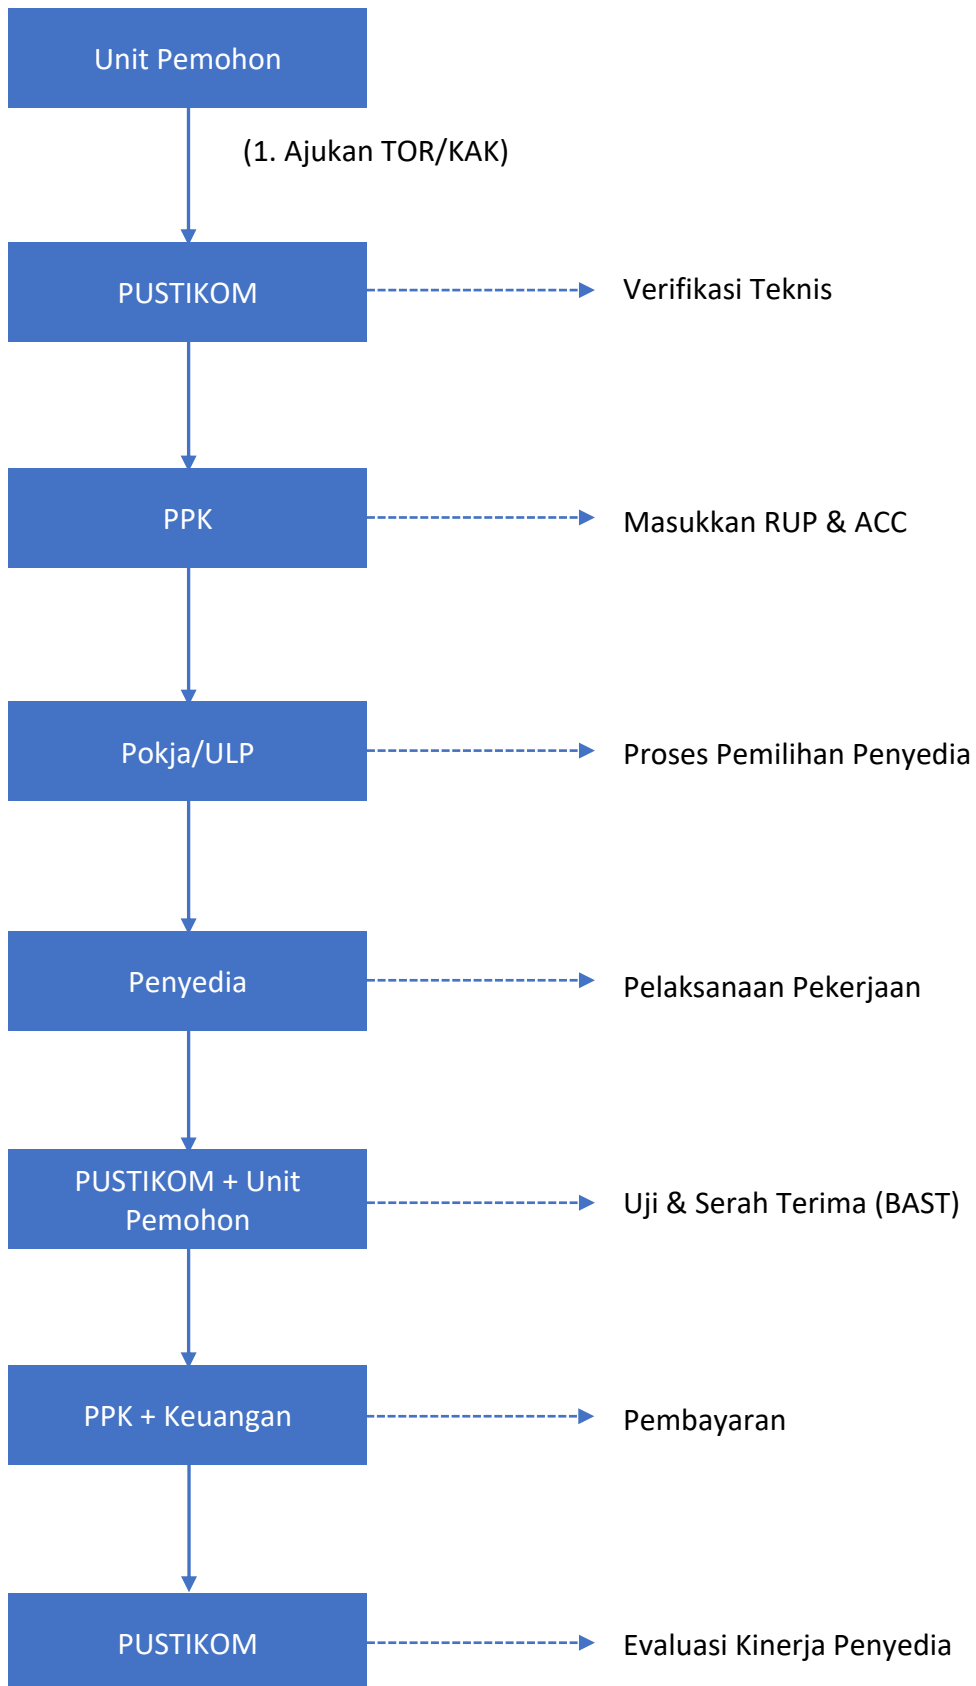 Unit Pemohon
(1. Ajukan TOR/KAK)
PUSTIKOM
Verifikasi Teknis
PPK
Masukkan RUP & ACC
Pokja/ULP
Proses Pemilihan Penyedia
Penyedia
Pelaksanaan Pekerjaan
PUSTIKOM + Unit
Pemohon
Uji & Serah Terima (BAST)
PPK + Keuangan
Pembayaran
PUSTIKOM
Evaluasi Kinerja Penyedia